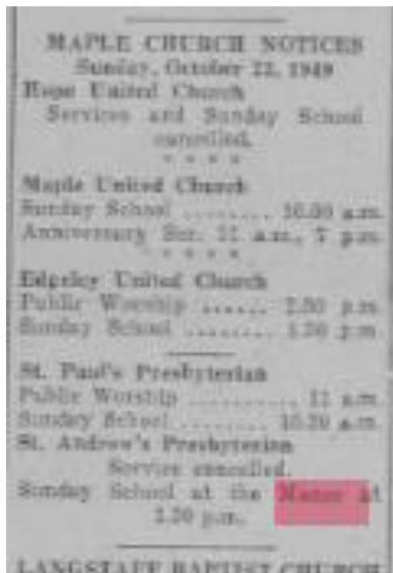 MAPLE CHURCH NOTICES
Sunday, October 22, 1949
Hope United Church
Services and Sunday School
cancelled.
* * * *
Maple United Church
Sunday School ........ 10.00 a.m.
Anniversary Ser. 11 a.m., 7 p.m.
* * * *
Edgeley United Church
Public Worship ...... 2.30 p.m.
Sunday School ........ 1.30 p.m.
St. Paul's Presbyterian
Public Worship ........... 11 a.m.
Sunday School ........ 10.30 a.m.
St. Andrew's Presbyterian
Service cancelled.
Sunday School at the Manse at
1.30 p.m.
LANGSTAFF BAPTIST CHURCH